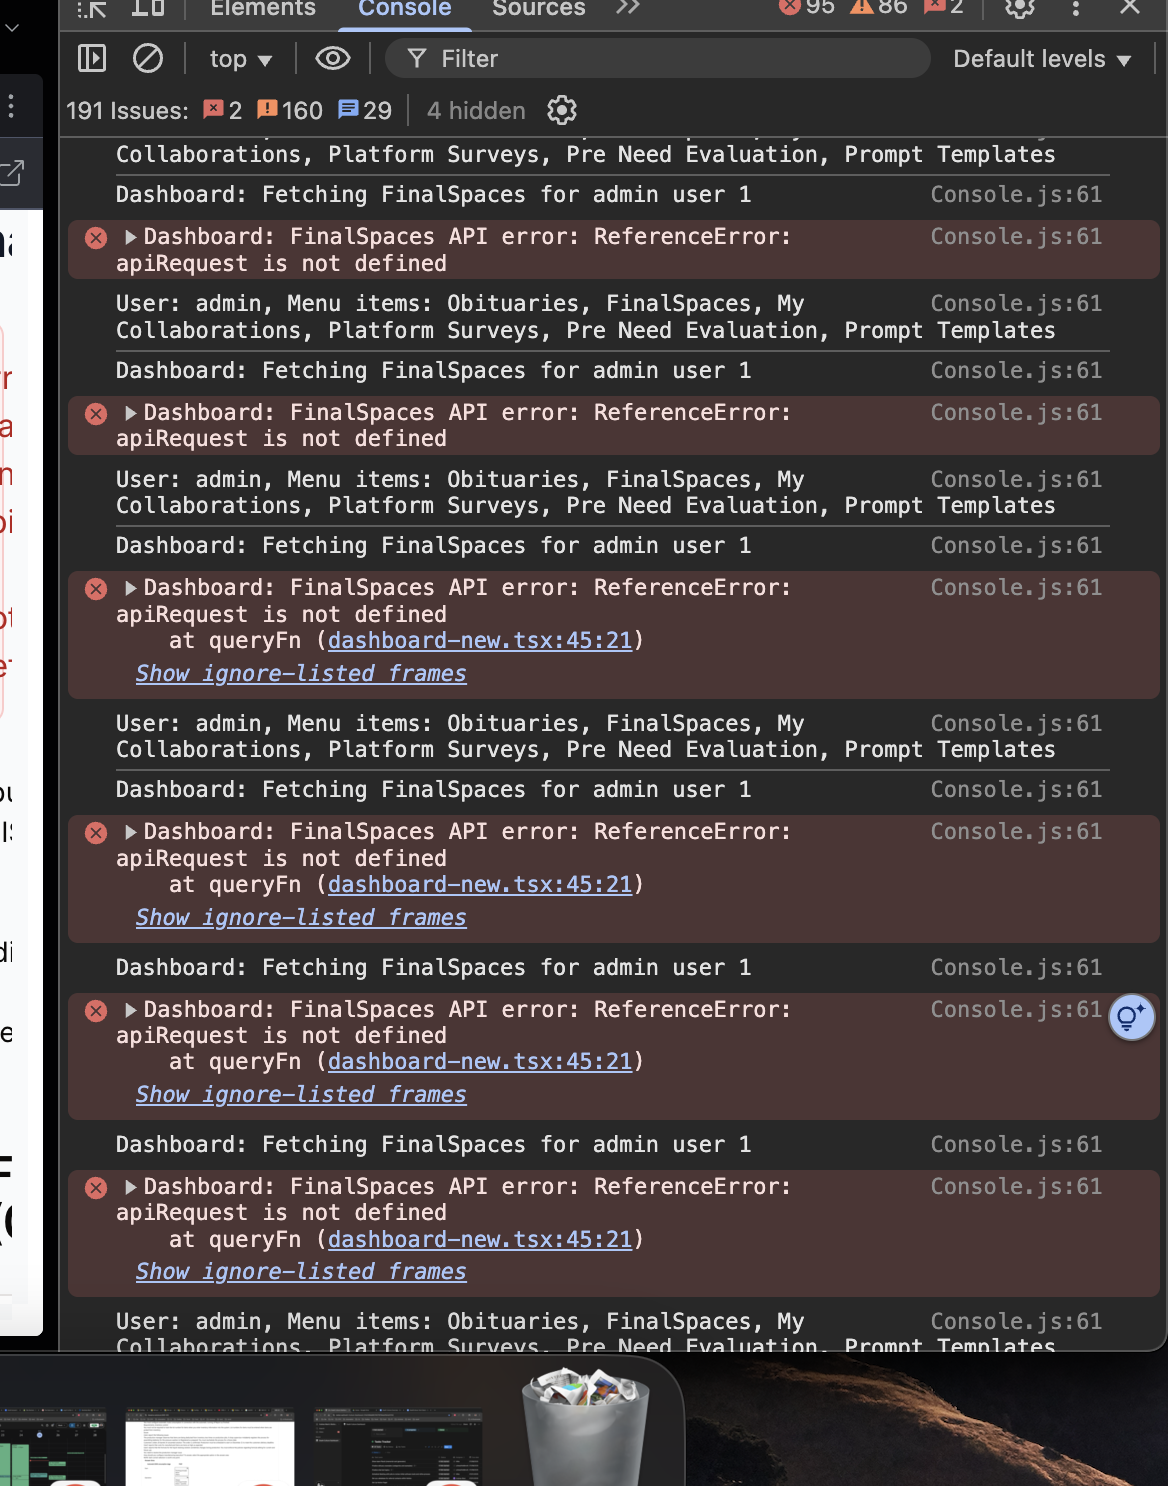 Elements Console Sources 95 86 2
top Filter Default levels
191 Issues: 2 160 29 4 hidden
Collaborations, Platform Surveys, Pre Need Evaluation, Prompt Templates
Dashboard: Fetching FinalSpaces for admin user 1 Console.js:61
Dashboard: FinalSpaces API error: ReferenceError: Console.js:61
apiRequest is not defined
User: admin, Menu items: Obituaries, FinalSpaces, My Console.js:61
Collaborations, Platform Surveys, Pre Need Evaluation, Prompt Templates
Dashboard: Fetching FinalSpaces for admin user 1 Console.js:61
Dashboard: FinalSpaces API error: ReferenceError: Console.js:61
apiRequest is not defined
User: admin, Menu items: Obituaries, FinalSpaces, My Console.js:61
Collaborations, Platform Surveys, Pre Need Evaluation, Prompt Templates
Dashboard: Fetching FinalSpaces for admin user 1 Console.js:61
Dashboard: FinalSpaces API error: ReferenceError: Console.js:61
apiRequest is not defined
at queryFn (dashboard-new.tsx:45:21)
Show ignore-listed frames
User: admin, Menu items: Obituaries, FinalSpaces, My Console.js:61
Collaborations, Platform Surveys, Pre Need Evaluation, Prompt Templates
Dashboard: Fetching FinalSpaces for admin user 1 Console.js:61
Dashboard: FinalSpaces API error: ReferenceError: Console.js:61
apiRequest is not defined
at queryFn (dashboard-new.tsx:45:21)
Show ignore-listed frames
Dashboard: Fetching FinalSpaces for admin user 1 Console.js:61
Dashboard: FinalSpaces API error: ReferenceError: Console.js:61
apiRequest is not defined
at queryFn (dashboard-new.tsx:45:21)
Show ignore-listed frames
Dashboard: Fetching FinalSpaces for admin user 1 Console.js:61
Dashboard: FinalSpaces API error: ReferenceError: Console.js:61
apiRequest is not defined
at queryFn (dashboard-new.tsx:45:21)
Show ignore-listed frames
User: admin, Menu items: Obituaries, FinalSpaces, My Console.js:61
Collaborations, Platform Surveys, Pre Need Evaluation, Prompt Templates